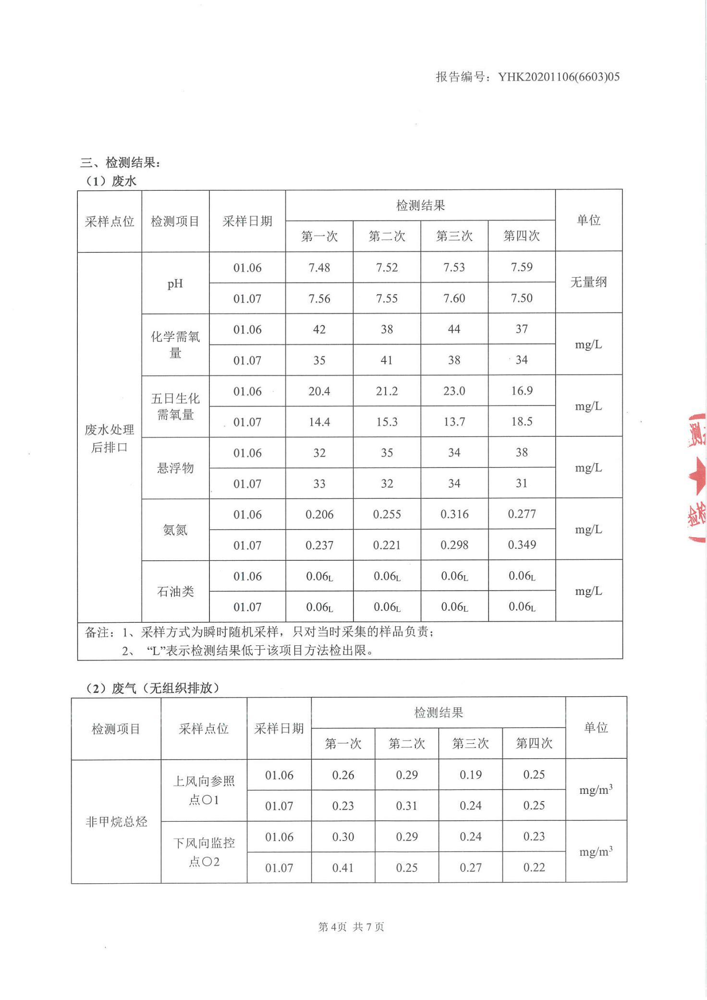 报告编号：YHK20201106(6603)05
三、检测结果：
（1）废水
采样点位 检测项目 采样日期 检测结果 单位
第一次 第二次 第三次 第四次
废水处理后排口
pH 01.06 7.48 7.52 7.53 7.59 无量纲
01.07 7.56 7.55 7.60 7.50
化学需氧量 01.06 42 38 44 37 mg/L
01.07 35 41 38 34
五日生化需氧量 01.06 20.4 21.2 23.0 16.9 mg/L
01.07 14.4 15.3 13.7 18.5
悬浮物 01.06 32 35 34 38 mg/L
01.07 33 32 34 31
氨氮 01.06 0.206 0.255 0.316 0.277 mg/L
01.07 0.237 0.221 0.298 0.349
石油类 01.06 0.06L 0.06L 0.06L 0.06L mg/L
01.07 0.06L 0.06L 0.06L 0.06L
备注：1、采样方式为瞬时随机采样，只对当时采集的样品负责；
2、 “L”表示检测结果低于该项目方法检出限。
（2）废气（无组织排放）
检测项目 采样点位 采样日期 检测结果 单位
第一次 第二次 第三次 第四次
非甲烷总烃
上风向参照点〇1 01.06 0.26 0.29 0.19 0.25 mg/m³
01.07 0.23 0.31 0.24 0.25
下风向监控点〇2 01.06 0.30 0.29 0.24 0.23 mg/m³
01.07 0.41 0.25 0.27 0.22
第 4页 共 7 页
测
验检